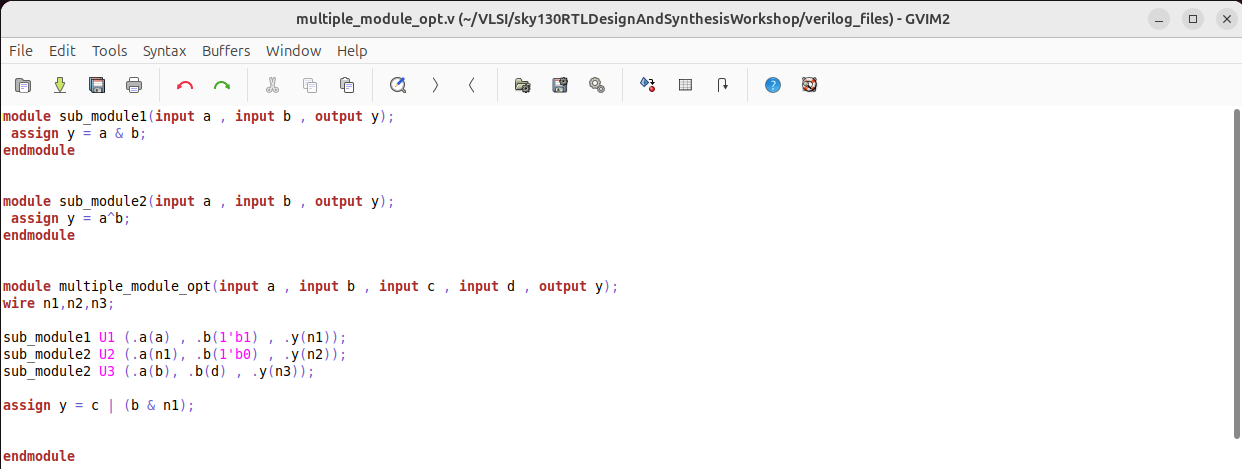 multiple_module_opt.v (~/VLSI/sky130RTLDesignAndSynthesisWorkshop/verilog_files) - GVIM2
File Edit Tools Syntax Buffers Window Help
module sub_module1(input a , input b , output y);
 assign y = a & b;
endmodule
module sub_module2(input a , input b , output y);
 assign y = a^b;
endmodule
module multiple_module_opt(input a , input b , input c , input d , output y);
wire n1,n2,n3;
sub_module1 U1 (.a(a) , .b(1'b1) , .y(n1));
sub_module2 U2 (.a(n1), .b(1'b0) , .y(n2));
sub_module2 U3 (.a(b), .b(d) , .y(n3));
assign y = c | (b & n1);
endmodule